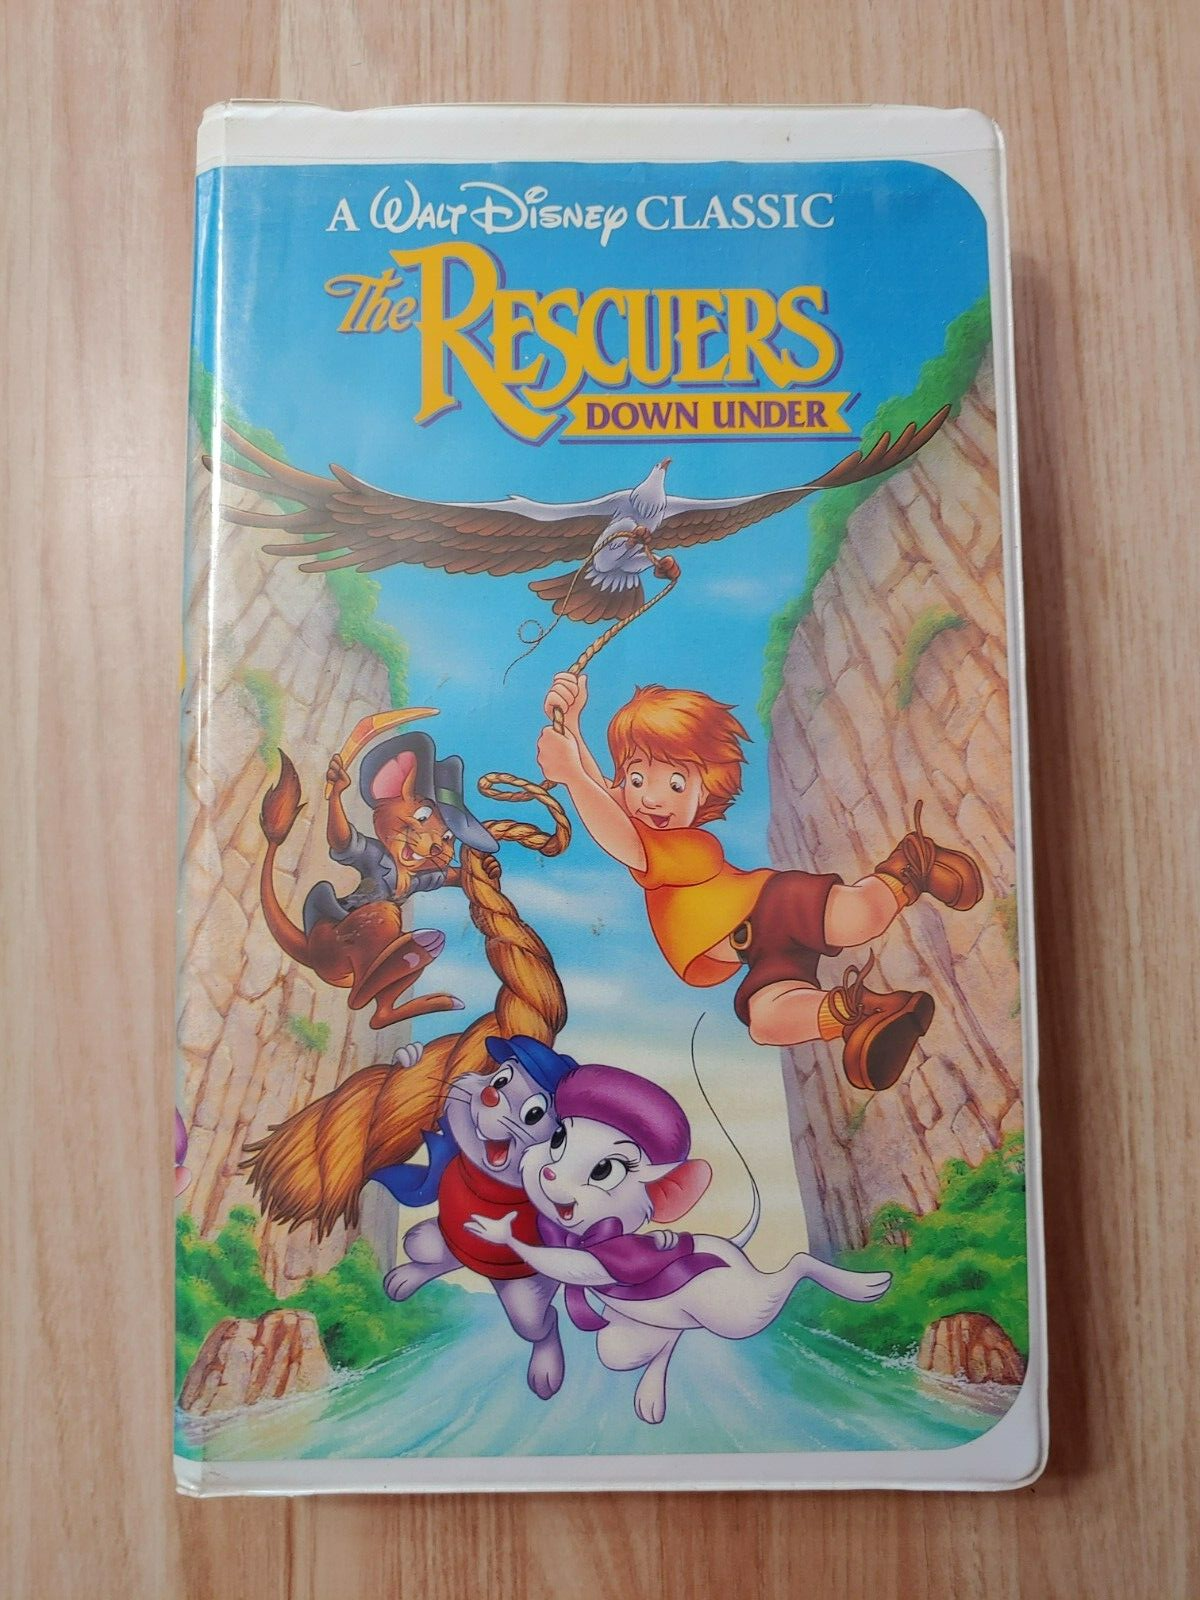 A Walt Disney CLASSIC
The RESCUERS
DOWN UNDER